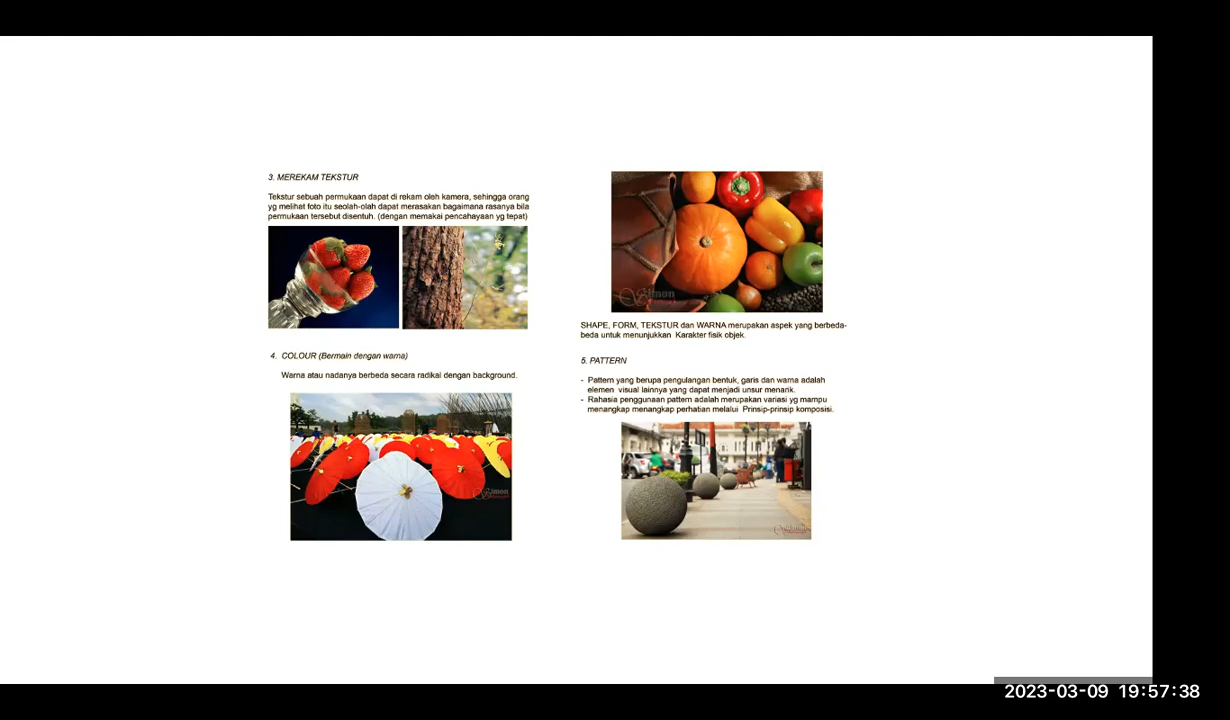 3. MEREKAM TEKSTUR
Tekstur sebuah permukaan dapat di rekam oleh kamera, sehingga orang
yg melihat foto itu seolah-olah dapat merasakan bagaimana rasanya bila
permukaan tersebut disentuh. (dengan memakai pencahayaan yg tepat)
4. COLOUR (Bermain dengan warna)
Warna atau nadanya berbeda secara radikal dengan background.
SHAPE, FORM, TEKSTUR dan WARNA merupakan aspek yang berbeda-
beda untuk menunjukkan Karakter fisik objek.
5. PATTERN
- Pattern yang berupa pengulangan bentuk, garis dan warna adalah
elemen visual lainnya yang dapat menjadi unsur menarik.
- Rahasia penggunaan pattern adalah merupakan variasi yg mampu
menangkap menangkap perhatian melalui Prinsip-prinsip komposisi.
2023-03-09 19:57:38